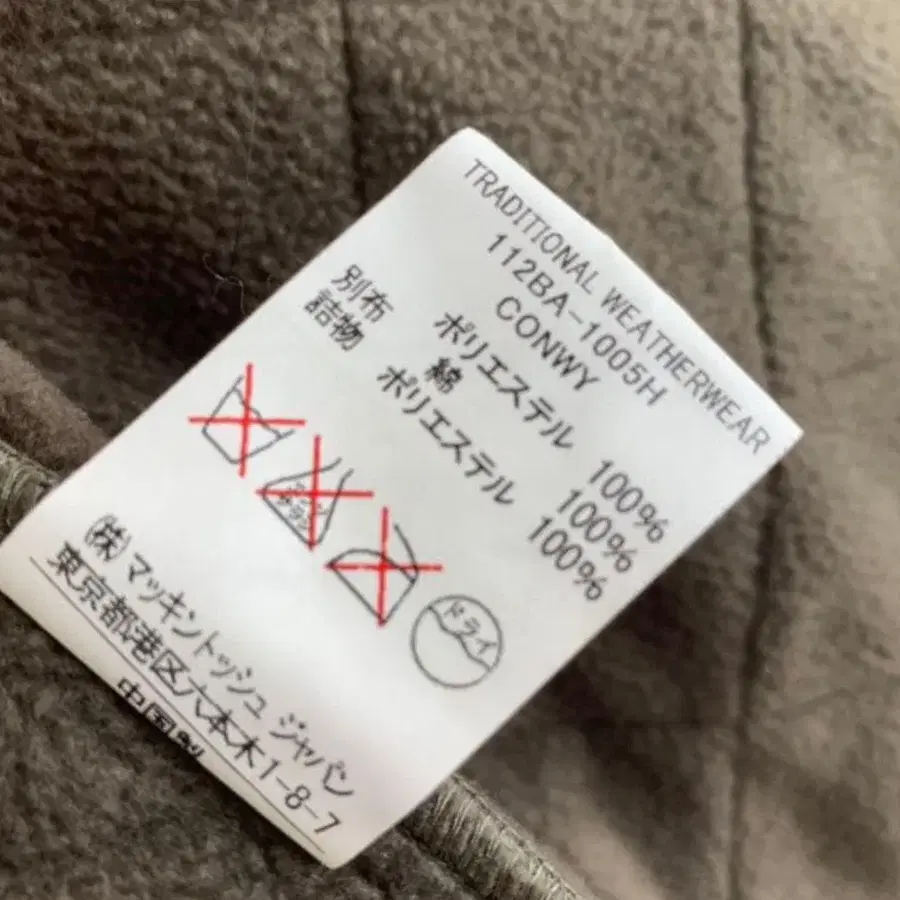 TRADITIONAL WEATHERWEAR
112BA-1005H
CONWY
ポリエステル 100%
別布 綿 100%
詰物 ポリエステル 100%
ドライ
(株)マッキントッシュ ジャパン
東京都港区六本木1-8-7
中国製